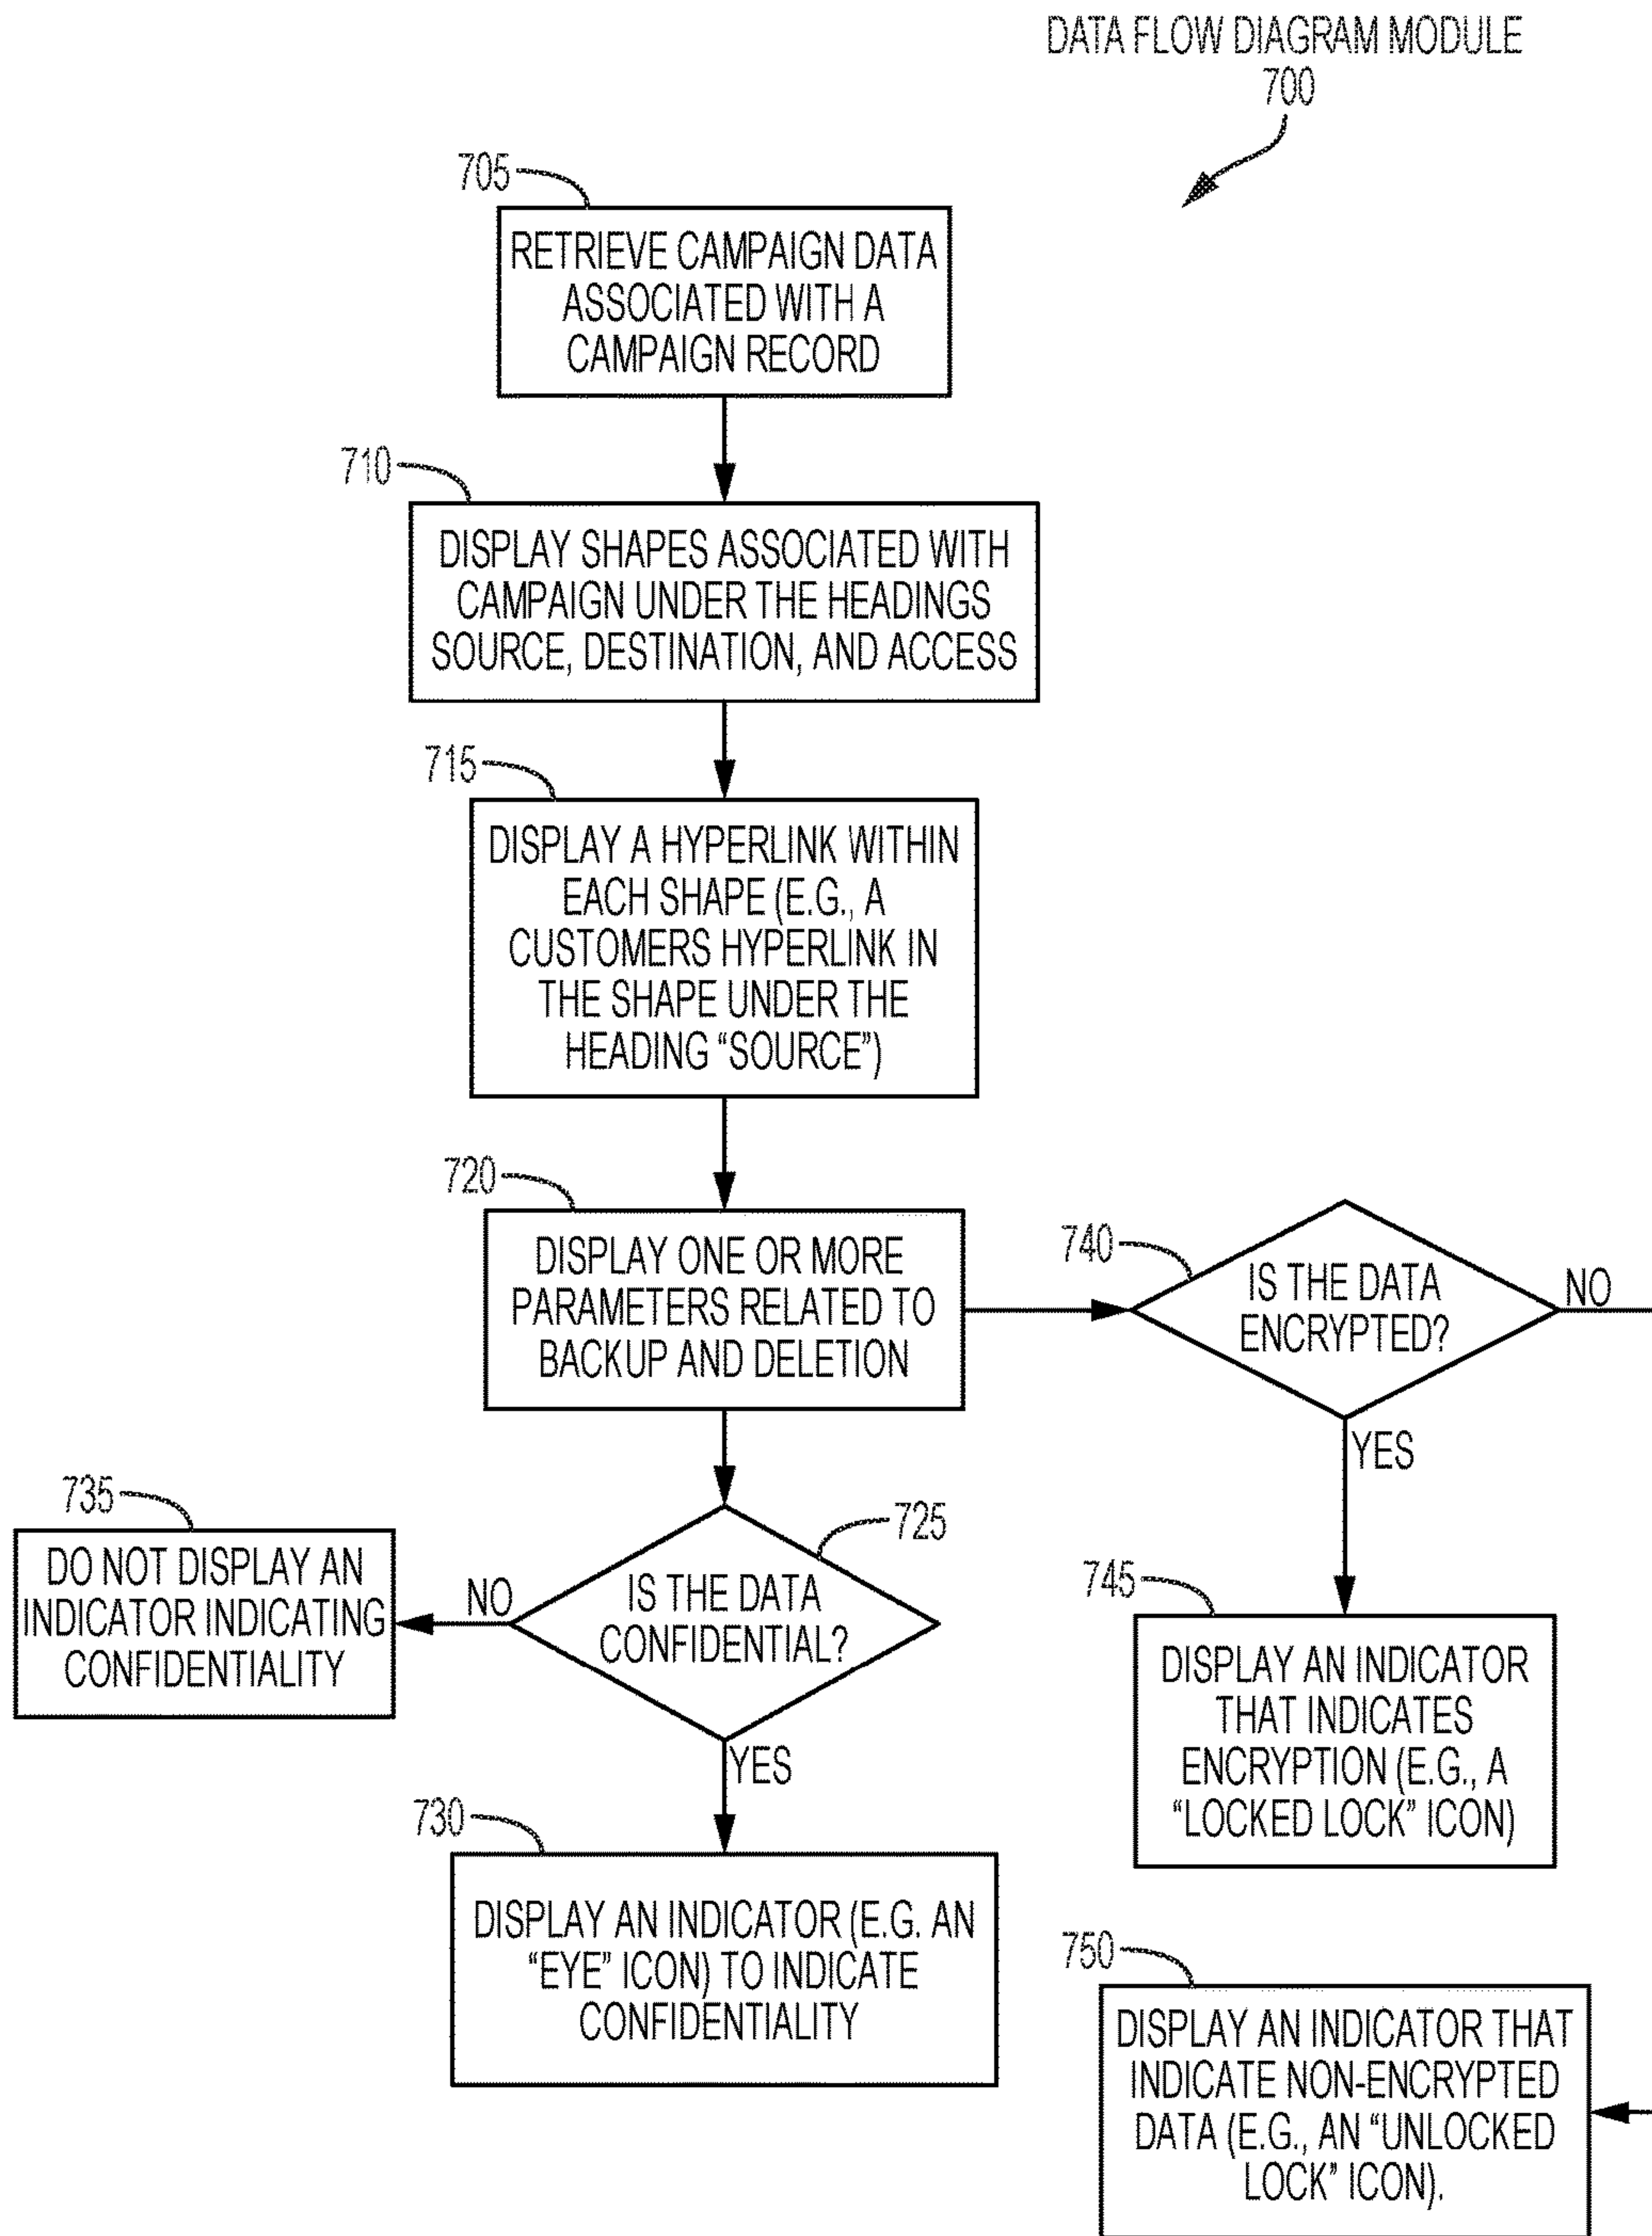 DATA FLOW DIAGRAM MODULE
700
705
RETRIEVE CAMPAIGN DATA
ASSOCIATED WITH A
CAMPAIGN RECORD
710
DISPLAY SHAPES ASSOCIATED WITH
CAMPAIGN UNDER THE HEADINGS
SOURCE, DESTINATION, AND ACCESS
715
DISPLAY A HYPERLINK WITHIN
EACH SHAPE (E.G., A
CUSTOMERS HYPERLINK IN
THE SHAPE UNDER THE
HEADING “SOURCE”)
720
DISPLAY ONE OR MORE
PARAMETERS RELATED TO
BACKUP AND DELETION
740
IS THE DATA
ENCRYPTED?
NO
YES
735
DO NOT DISPLAY AN
INDICATOR INDICATING
CONFIDENTIALITY
NO
725
IS THE DATA
CONFIDENTIAL?
YES
745
DISPLAY AN INDICATOR
THAT INDICATES
ENCRYPTION (E.G., A
“LOCKED LOCK” ICON)
730
DISPLAY AN INDICATOR (E.G. AN
“EYE” ICON) TO INDICATE
CONFIDENTIALITY
750
DISPLAY AN INDICATOR THAT
INDICATE NON-ENCRYPTED
DATA (E.G., AN “UNLOCKED
LOCK” ICON).